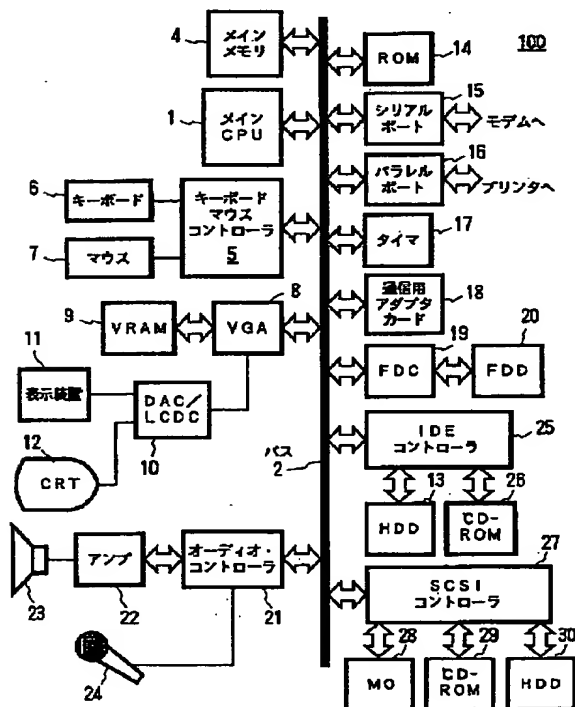 100
4
メイン
メモリ
ROM
14
1
メイン
CPU
15
シリアル
ポート
モデムへ
16
パラレル
ポート
プリンタへ
6
キーボード
キーボード
マウス
コントローラ
5
7
マウス
タイマ
17
8
9
VRAM
VGA
通信用
アダプタ
カード
18
19
20
FDC
FDD
11
表示装置
DAC/
LCDC
10
12
CRT
バス
2
IDE
コントローラ
25
13
26
HDD
CD-
ROM
27
23
アンプ
22
オーディオ・
コントローラ
21
SCSI
コントローラ
24
28
29
30
MO
CD-
ROM
HDD